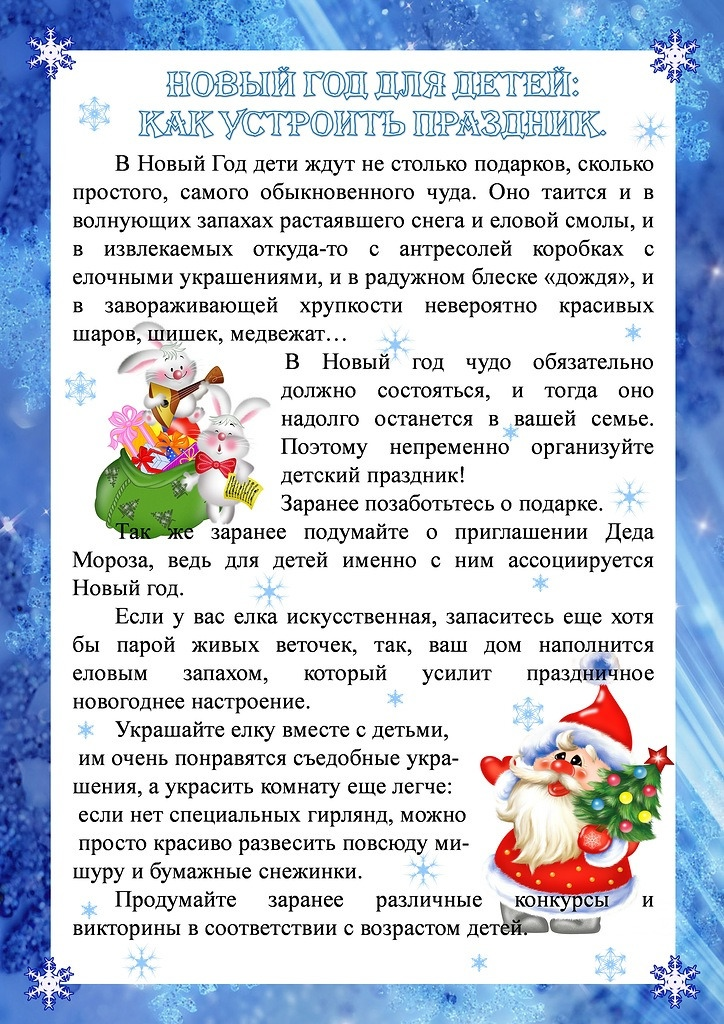 НОВЫЙ ГОД ДЛЯ ДЕТЕЙ:
КАК УСТРОИТЬ ПРАЗДНИК.
В Новый Год дети ждут не столько подарков, сколько
простого, самого обыкновенного чуда. Оно таится и в
волнующих запахах растаявшего снега и еловой смолы, и
в извлекаемых откуда-то с антресолей коробках с
елочными украшениями, и в радужном блеске «дождя», и
в завораживающей хрупкости невероятно красивых
шаров, шишек, медвежат…
В Новый год чудо обязательно
должно состояться, и тогда оно
надолго останется в вашей семье.
Поэтому непременно организуйте
детский праздник!
Заранее позаботьтесь о подарке.
Так же заранее подумайте о приглашении Деда
Мороза, ведь для детей именно с ним ассоциируется
Новый год.
Если у вас елка искусственная, запаситесь еще хотя
бы парой живых веточек, так, ваш дом наполнится
еловым запахом, который усилит праздничное
новогоднее настроение.
Украшайте елку вместе с детьми,
им очень понравятся съедобные укра-
шения, а украсить комнату еще легче:
если нет специальных гирлянд, можно
просто красиво развесить повсюду ми-
шуру и бумажные снежинки.
Продумайте заранее различные конкурсы и
викторины в соответствии с возрастом детей.